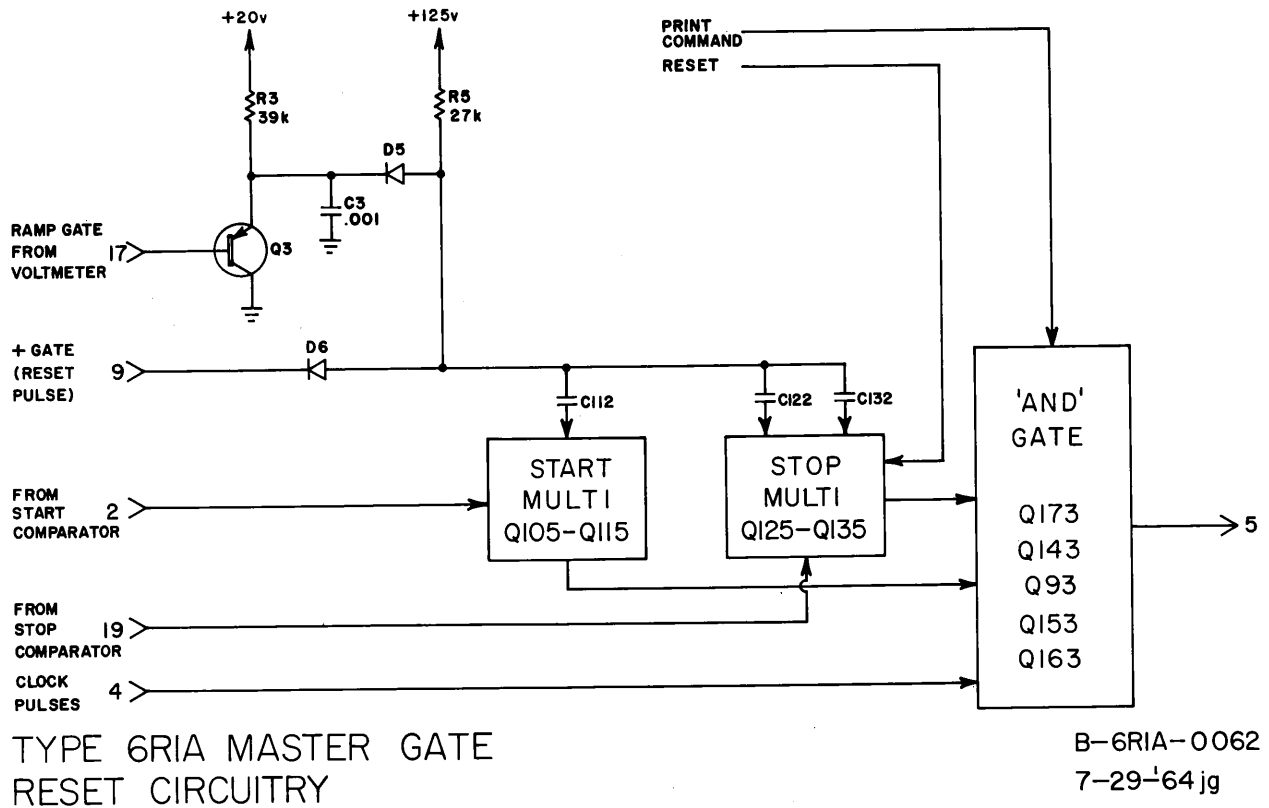 +20v
+125v
PRINT
COMMAND
RESET
R3
39k
R5
27k
D5
C3
.001
RAMP GATE
FROM
VOLTMETER
17
Q3
+ GATE
(RESET
PULSE)
9
D6
C112
C122
C132
'AND'
GATE
START
MULTI
Q105-Q115
STOP
MULTI
Q125-Q135
FROM
START
COMPARATOR
2
Q173
Q143
Q93
Q153
Q163
5
FROM
STOP
COMPARATOR
19
CLOCK
PULSES
4
TYPE 6R1A MASTER GATE
RESET CIRCUITRY
B-6R1A-0062
7-29-'64 jg